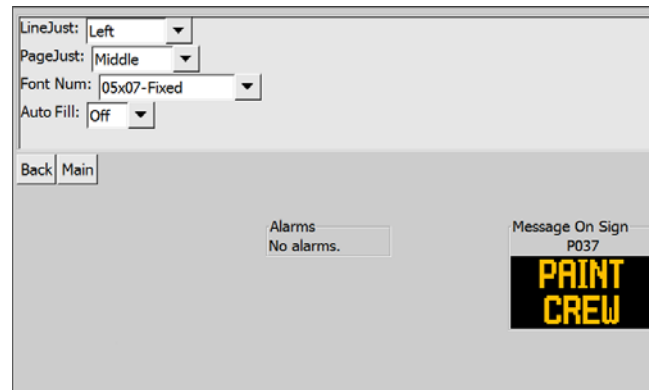 LineJust: Left
PageJust: Middle
Font Num: 05x07-Fixed
Auto Fill: Off
Back Main
Alarms
No alarms.
Message On Sign
P037
PAINT
CREW